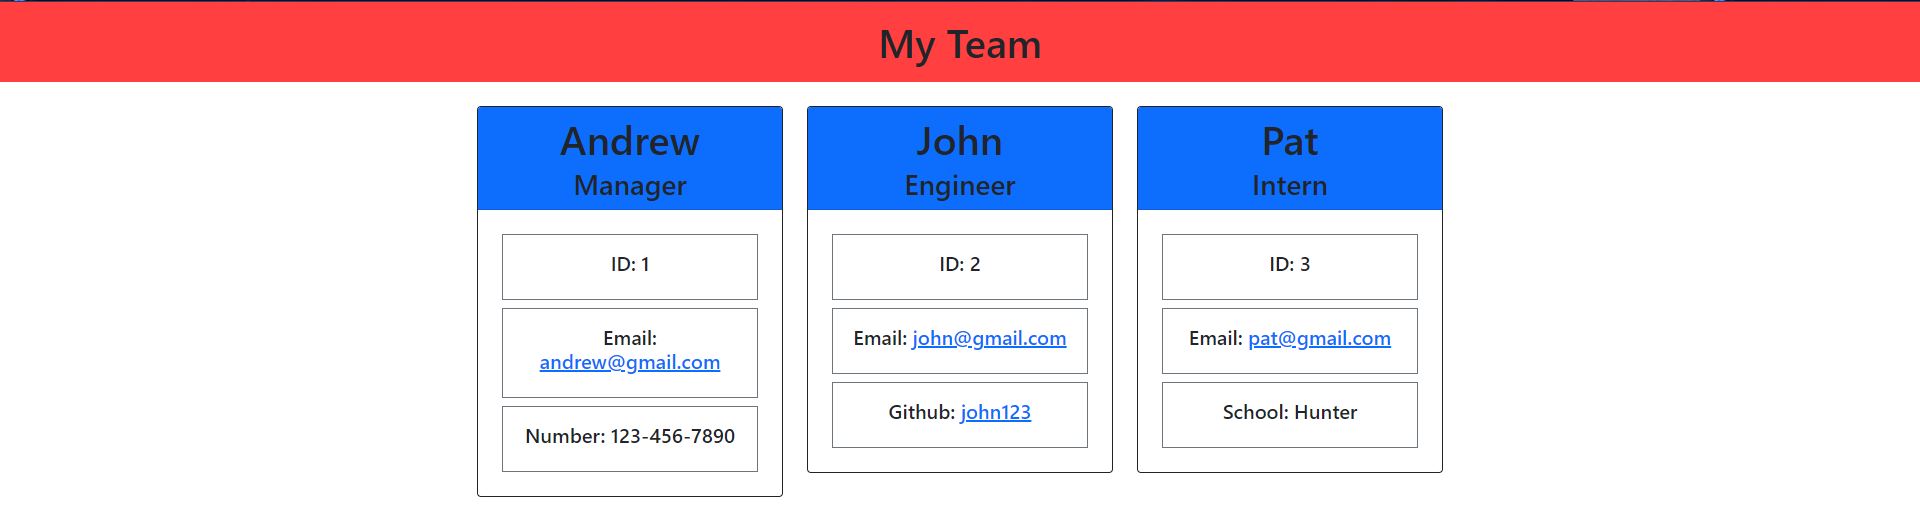 My Team
Andrew
Manager
ID: 1
Email:
andrew@gmail.com
Number: 123-456-7890
John
Engineer
ID: 2
Email: john@gmail.com
Github: john123
Pat
Intern
ID: 3
Email: pat@gmail.com
School: Hunter